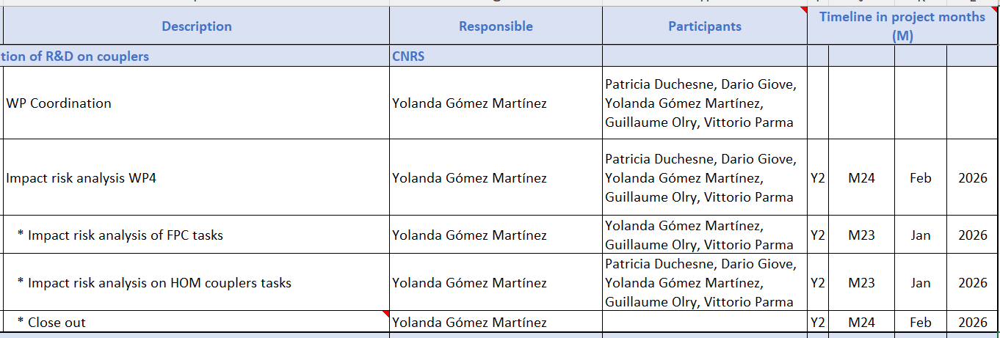 Description Responsible Participants Timeline in project months
(M)
tion of R&D on couplers CNRS
WP Coordination Yolanda Gómez Martínez Patricia Duchesne, Dario Giove,
Yolanda Gómez Martínez,
Guillaume Olry, Vittorio Parma
Impact risk analysis WP4 Yolanda Gómez Martínez Patricia Duchesne, Dario Giove,
Yolanda Gómez Martínez,
Guillaume Olry, Vittorio Parma Y2 M24 Feb 2026
* Impact risk analysis of FPC tasks Yolanda Gómez Martínez Yolanda Gómez Martínez,
Guillaume Olry, Vittorio Parma Y2 M23 Jan 2026
* Impact risk analysis on HOM couplers tasks Yolanda Gómez Martínez Patricia Duchesne, Dario Giove,
Yolanda Gómez Martínez,
Guillaume Olry, Vittorio Parma Y2 M23 Jan 2026
* Close out Yolanda Gómez Martínez Y2 M24 Feb 2026